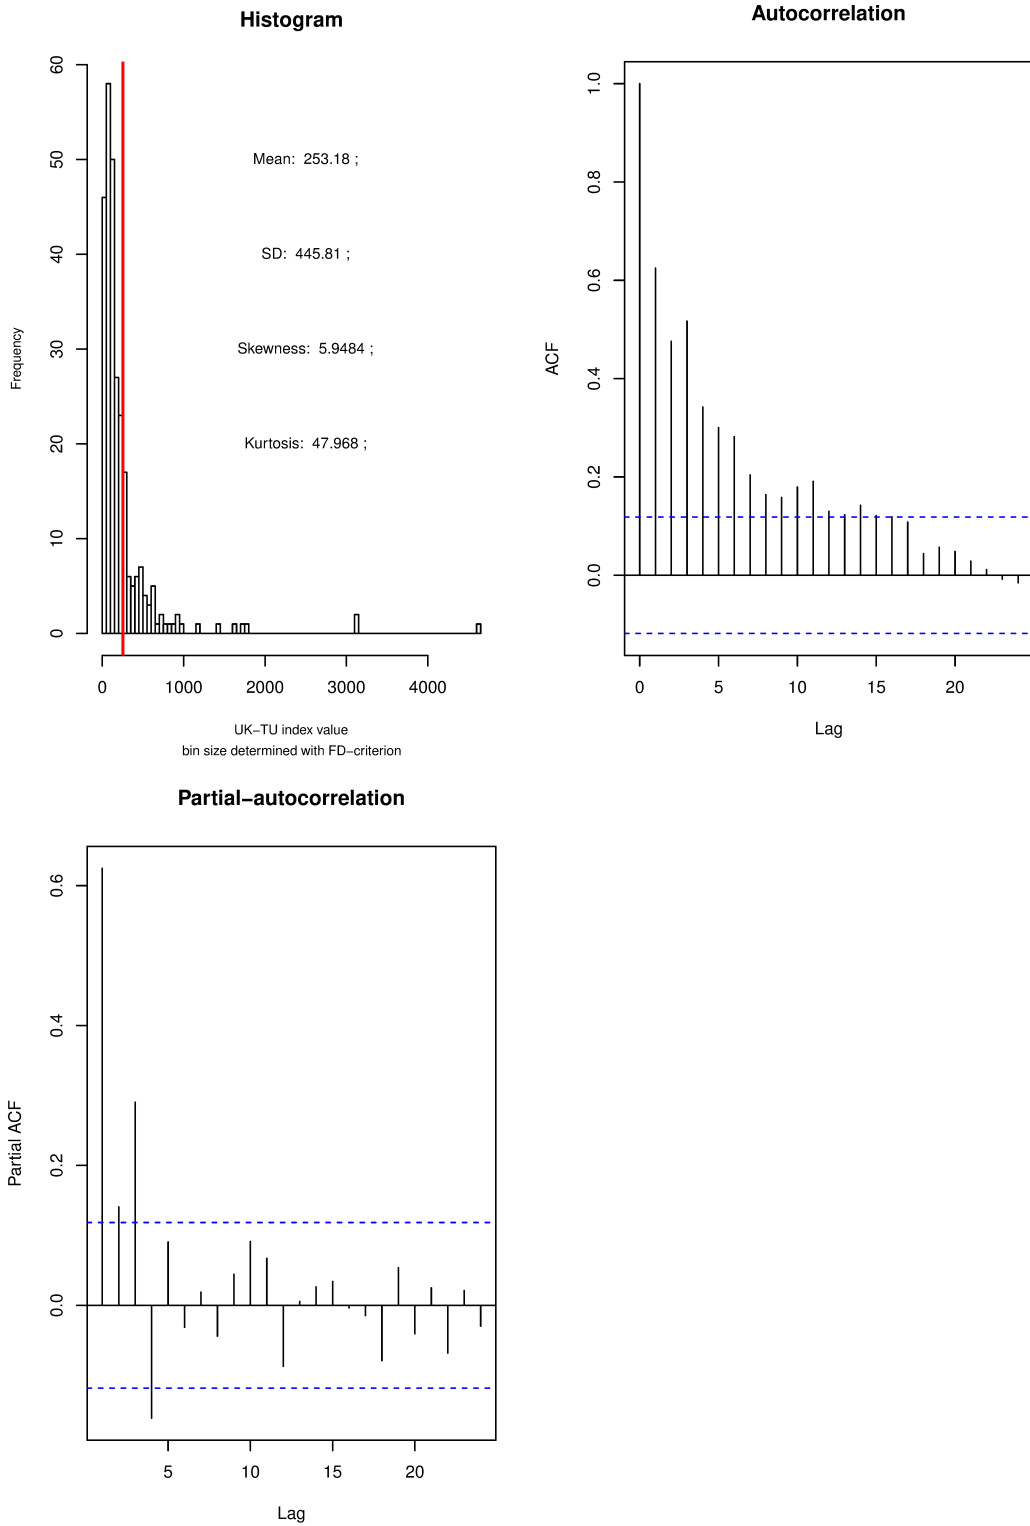 Histogram
Frequency
60
50
40
30
20
10
0
Mean:  253.18 ;
SD:  445.81 ;
Skewness:  5.9484 ;
Kurtosis:  47.968 ;
0 1000 2000 3000 4000
UK−TU index value
bin size determined with FD−criterion
Autocorrelation
ACF
1.0
0.8
0.6
0.4
0.2
0.0
0 5 10 15 20
Lag
Partial−autocorrelation
Partial ACF
0.6
0.4
0.2
0.0
5 10 15 20
Lag